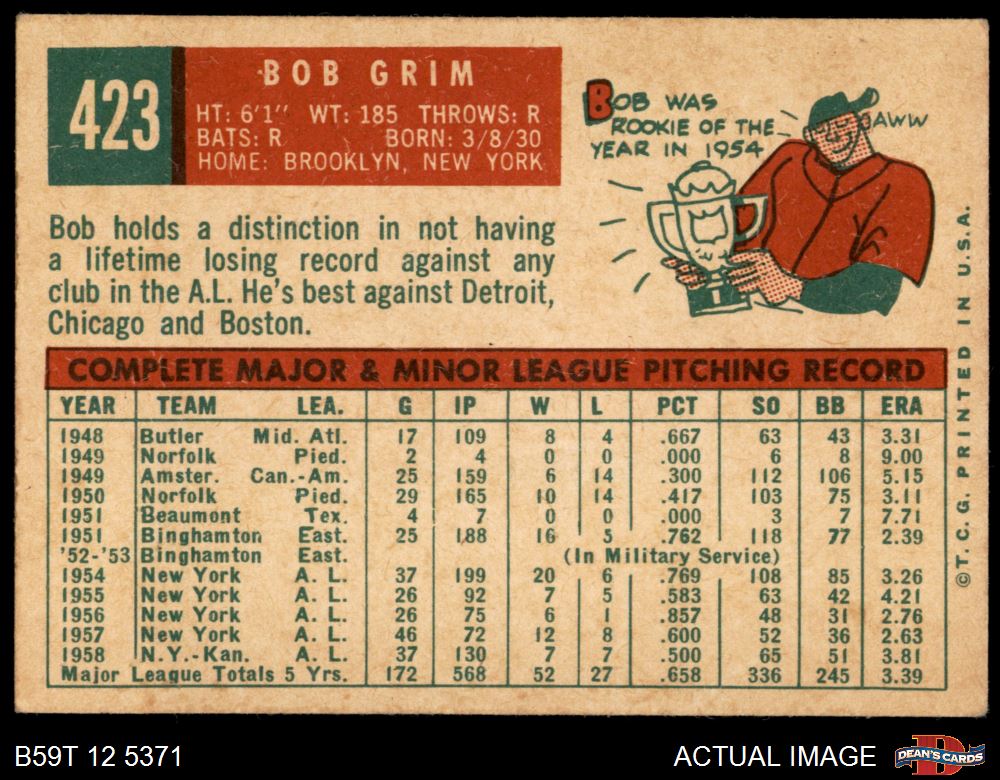 423
BOB GRIM
HT: 6'1" WT: 185 THROWS: R
BATS: R BORN: 3/8/30
HOME: BROOKLYN, NEW YORK
BOB WAS
ROOKIE OF THE
YEAR IN 1954
AWW
Bob holds a distinction in not having
a lifetime losing record against any
club in the A.L. He's best against Detroit,
Chicago and Boston.
COMPLETE MAJOR & MINOR LEAGUE PITCHING RECORD
YEAR TEAM LEA. G IP W L PCT SO BB ERA
1948 Butler Mid. Atl. 17 109 8 4 .667 63 43 3.31
1949 Norfolk Pied. 2 4 0 0 .000 6 8 9.00
1949 Amster. Can.-Am. 25 159 6 14 .300 112 106 5.15
1950 Norfolk Pied. 29 165 10 14 .417 103 75 3.11
1951 Beaumont Tex. 4 7 0 0 .000 3 7 7.71
1951 Binghamton East. 25 188 16 5 .762 118 77 2.39
'52-'53 Binghamton East. (In Military Service)
1954 New York A. L. 37 199 20 6 .769 108 85 3.26
1955 New York A. L. 26 92 7 5 .583 63 42 4.21
1956 New York A. L. 26 75 6 1 .857 48 31 2.76
1957 New York A. L. 46 72 12 8 .600 52 36 2.63
1958 N.Y.-Kan. A. L. 37 130 7 7 .500 65 51 3.81
Major League Totals 5 Yrs. 172 568 52 27 .658 336 245 3.39
©T. C. G. PRINTED IN U.S.A.
B59T 12 5371
ACTUAL IMAGE
DEAN'S CARDS